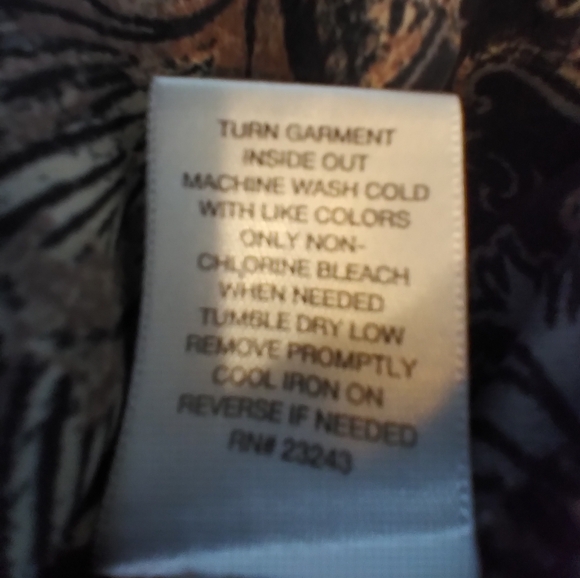 TURN GARMENT
INSIDE OUT
MACHINE WASH COLD
WITH LIKE COLORS
ONLY NON-
CHLORINE BLEACH
WHEN NEEDED
TUMBLE DRY LOW
REMOVE PROMPTLY
COOL IRON ON
REVERSE IF NEEDED
RN# 23243